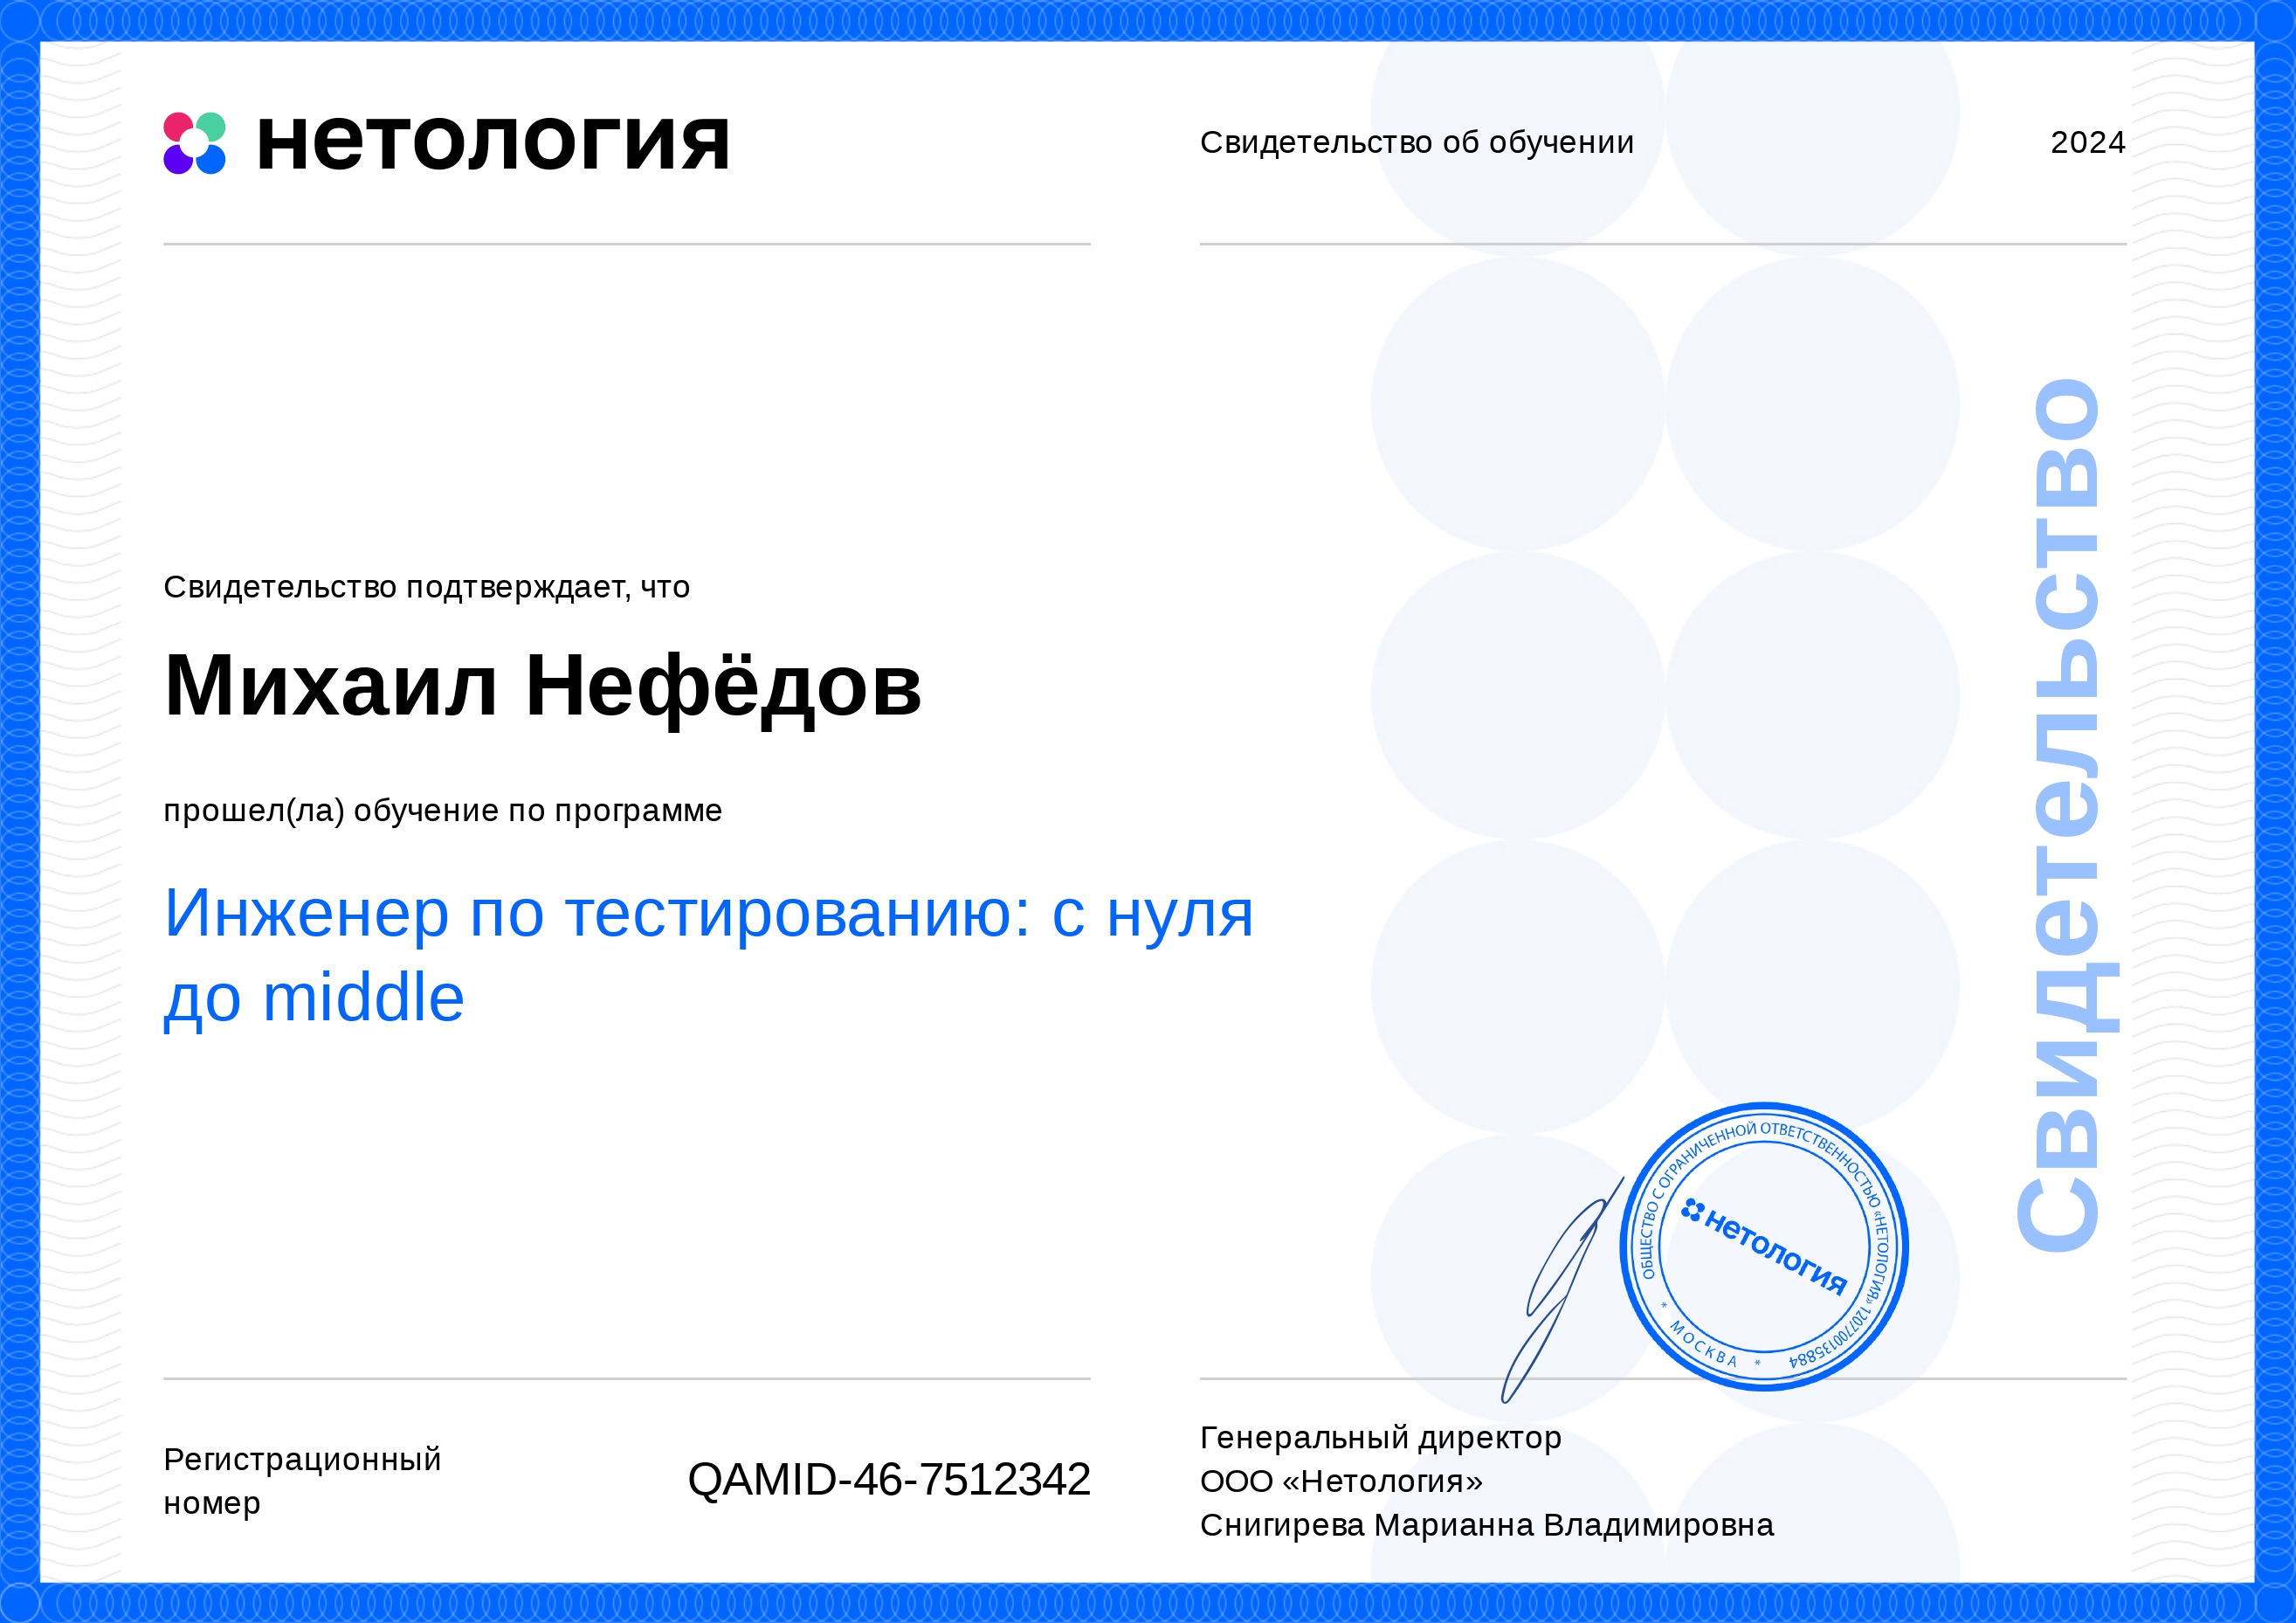 нетология
Свидетельство об обучении
2024
Свидетельство подтверждает, что
Михаил Нефёдов
прошел(ла) обучение по программе
Инженер по тестированию: с нуля
до middle
Свидетельство
ОБЩЕСТВО С ОГРАНИЧЕННОЙ ОТВЕТСТВЕННОСТЬЮ «НЕТОЛОГИЯ» 1207700135884
* МОСКВА *
нетология
Регистрационный
номер
QAMID-46-7512342
Генеральный директор
ООО «Нетология»
Снигирева Марианна Владимировна